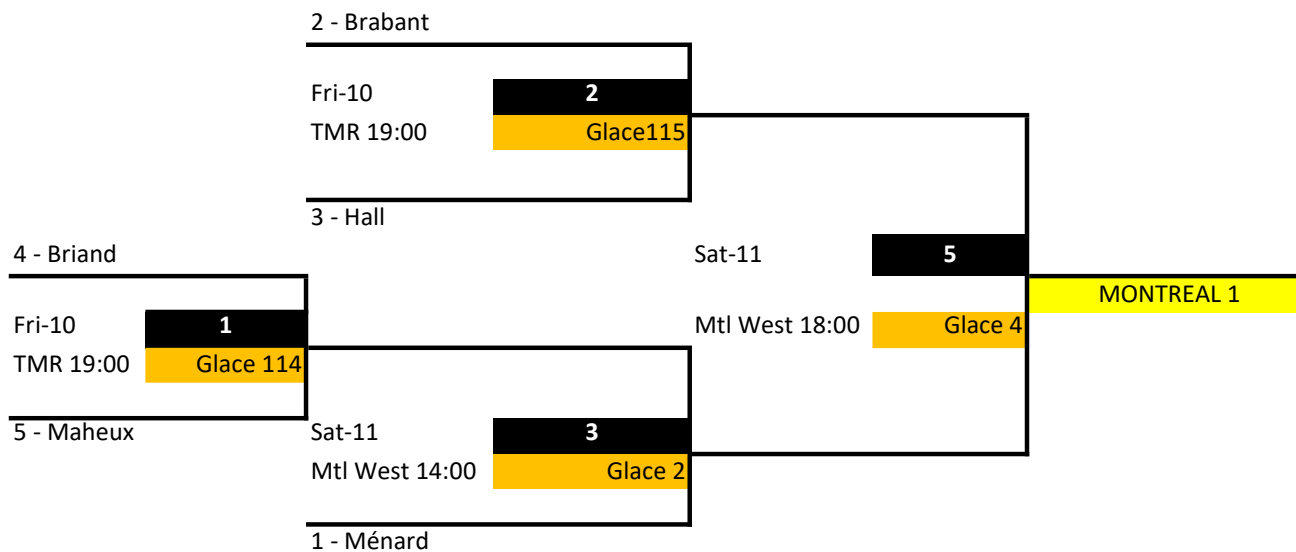 2 - Brabant
Fri-10 2
TMR 19:00 Glace115
3 - Hall
4 - Briand
Sat-11 5
MONTREAL 1
Fri-10 1
Mtl West 18:00 Glace 4
TMR 19:00 Glace 114
5 - Maheux
Sat-11 3
Mtl West 14:00 Glace 2
1 - Ménard